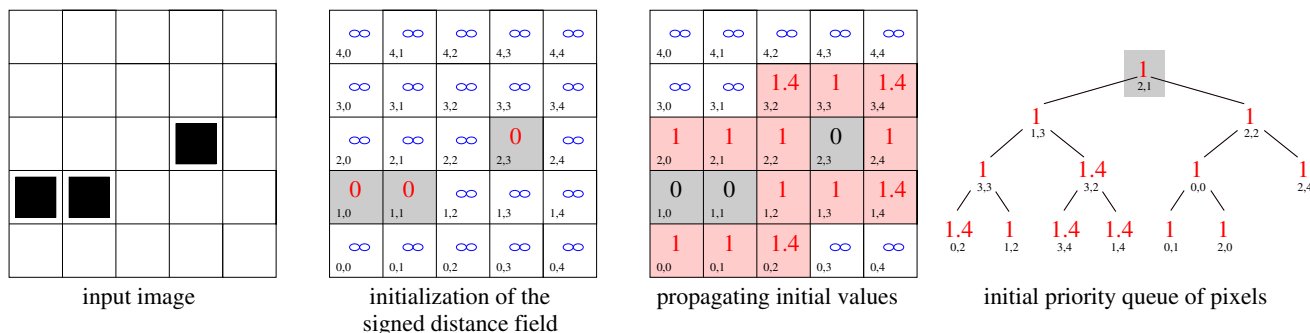 ∞ ∞ ∞ ∞ ∞
4,0 4,1 4,2 4,3 4,4
∞ ∞ ∞ ∞ ∞
3,0 3,1 3,2 3,3 3,4
∞ ∞ ∞ 0 ∞
2,0 2,1 2,2 2,3 2,4
0 0 ∞ ∞ ∞
1,0 1,1 1,2 1,3 1,4
∞ ∞ ∞ ∞ ∞
0,0 0,1 0,2 0,3 0,4
∞ ∞ ∞ ∞ ∞
4,0 4,1 4,2 4,3 4,4
∞ ∞ 1.4 1 1.4
3,0 3,1 3,2 3,3 3,4
1 1 1 0 1
2,0 2,1 2,2 2,3 2,4
0 0 1 1 1.4
1,0 1,1 1,2 1,3 1,4
1 1 1.4 ∞ ∞
0,0 0,1 0,2 0,3 0,4
1
2,1
1 1
1,3 2,2
1 1.4 1 1
3,3 3,2 0,0 2,4
1.4 1 1.4 1.4 1 1
0,2 1,2 3,4 1,4 0,1 2,0
input image
initialization of the
signed distance field
propagating initial values
initial priority queue of pixels